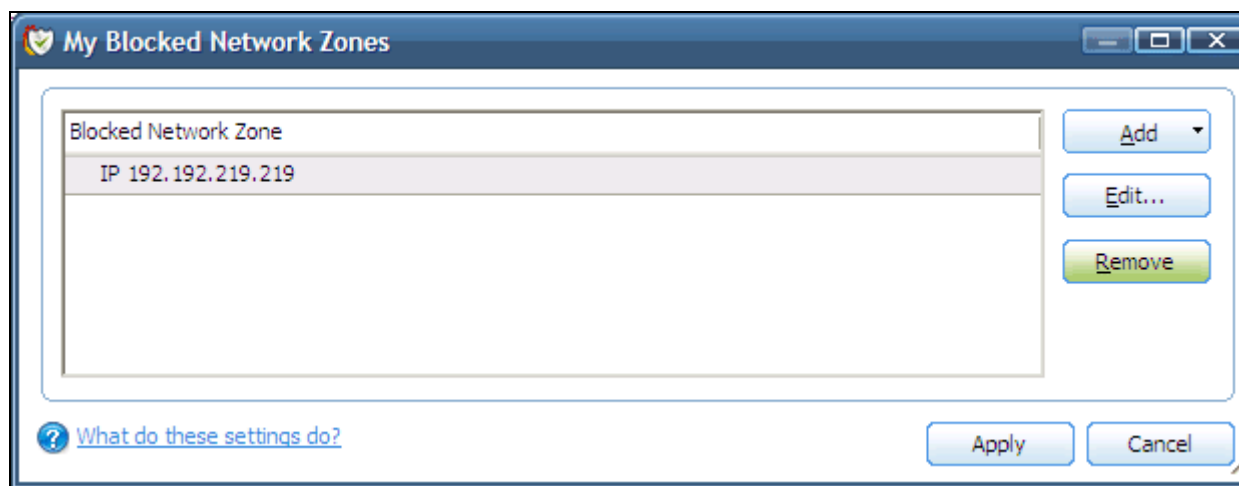 My Blocked Network Zones
Blocked Network Zone
Add
IP 192.192.219.219
Edit...
Remove
What do these settings do?
Apply
Cancel